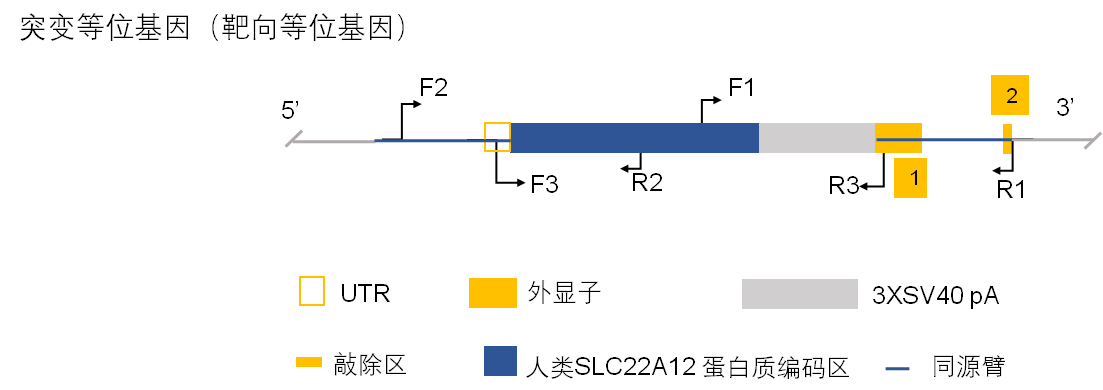 突变等位基因（靶向等位基因）
5’
F2
F1
2
3’
F3
R2
R3
1
R1
UTR
外显子
3XSV40 pA
敲除区
人类SLC22A12 蛋白质编码区
同源臂